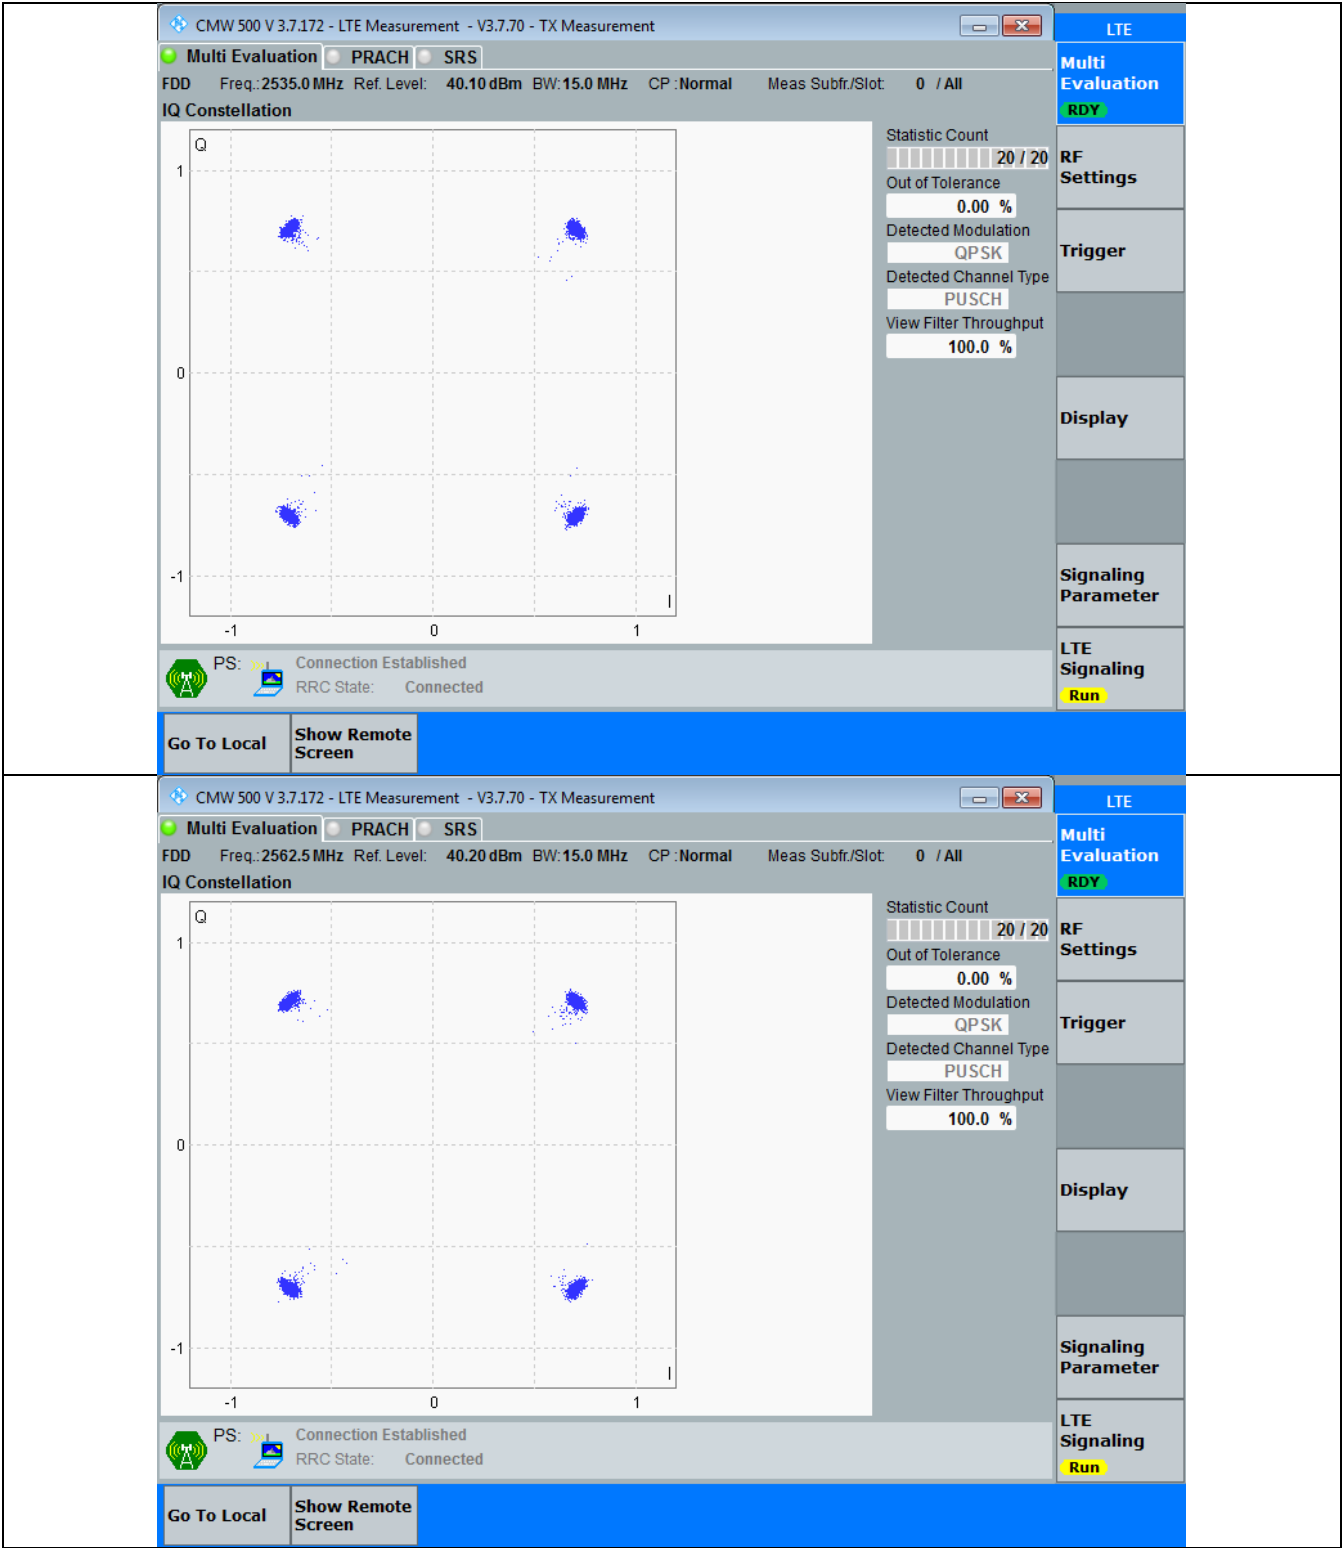 CMW 500 V 3.7.172 - LTE Measurement - V3.7.70 - TX Measurement
LTE
Multi Evaluation PRACH SRS
Multi
Evaluation
RDY
FDD Freq.: 2535.0 MHz Ref. Level: 40.10 dBm BW: 15.0 MHz CP : Normal Meas Subfr./Slot: 0 / All
IQ Constellation
Q
1
0
-1
I
-1 0 1
Statistic Count
20 / 20
Out of Tolerance
0.00 %
Detected Modulation
QPSK
Detected Channel Type
PUSCH
View Filter Throughput
100.0 %
RF
Settings
Trigger
Display
Signaling
Parameter
LTE
Signaling
Run
PS: Connection Established
RRC State: Connected
Go To Local
Show Remote
Screen
CMW 500 V 3.7.172 - LTE Measurement - V3.7.70 - TX Measurement
LTE
Multi Evaluation PRACH SRS
Multi
Evaluation
RDY
FDD Freq.: 2562.5 MHz Ref. Level: 40.20 dBm BW: 15.0 MHz CP : Normal Meas Subfr./Slot: 0 / All
IQ Constellation
Q
1
0
-1
I
-1 0 1
Statistic Count
20 / 20
Out of Tolerance
0.00 %
Detected Modulation
QPSK
Detected Channel Type
PUSCH
View Filter Throughput
100.0 %
RF
Settings
Trigger
Display
Signaling
Parameter
LTE
Signaling
Run
PS: Connection Established
RRC State: Connected
Go To Local
Show Remote
Screen